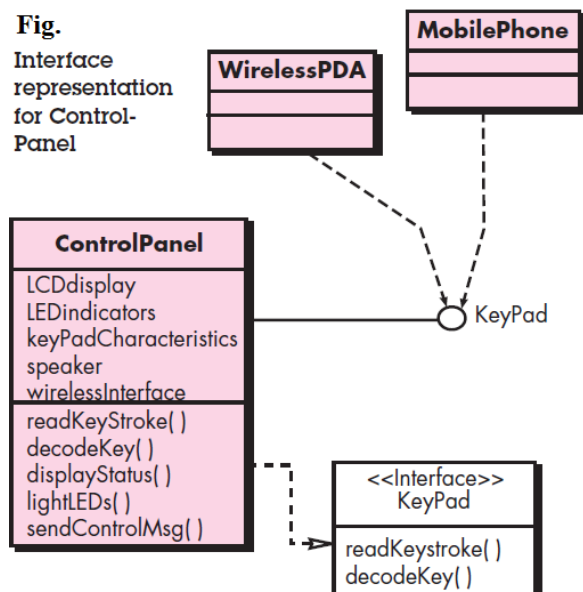 Fig.
Interface
representation
for Control-
Panel
WirelessPDA
MobilePhone
ControlPanel
LCDdisplay
LEDindicators
keyPadCharacteristics
speaker
wirelessInterface
readKeyStroke( )
decodeKey( )
displayStatus( )
lightLEDs( )
sendControlMsg( )
KeyPad
<<Interface>>
KeyPad
readKeystroke( )
decodeKey( )